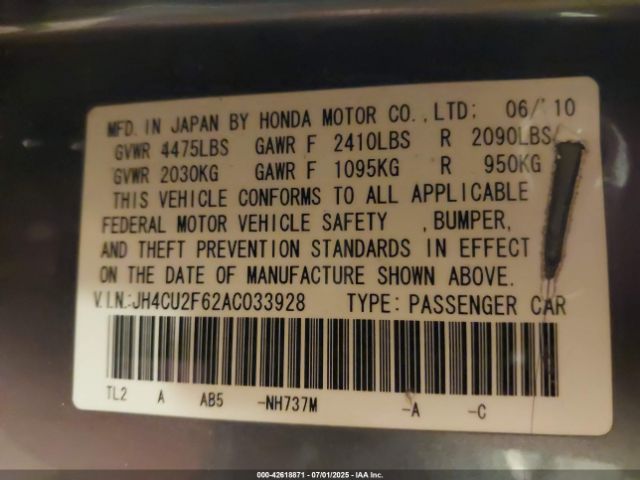 MFD. IN JAPAN BY HONDA MOTOR CO., LTD: 06/'10
GVWR 4475LBS GAWR F 2410LBS R 2090LBS
GVWR 2030KG GAWR F 1095KG R 950KG
THIS VEHICLE CONFORMS TO ALL APPLICABLE
FEDERAL MOTOR VEHICLE SAFETY , BUMPER,
AND THEFT PREVENTION STANDARDS IN EFFECT
ON THE DATE OF MANUFACTURE SHOWN ABOVE.
V.I.N.:JH4CU2F62AC033928 TYPE: PASSENGER CAR
TL2 A AB5 -NH737M -A -C
000-42618871 - 07/01/2025 - IAA Inc.